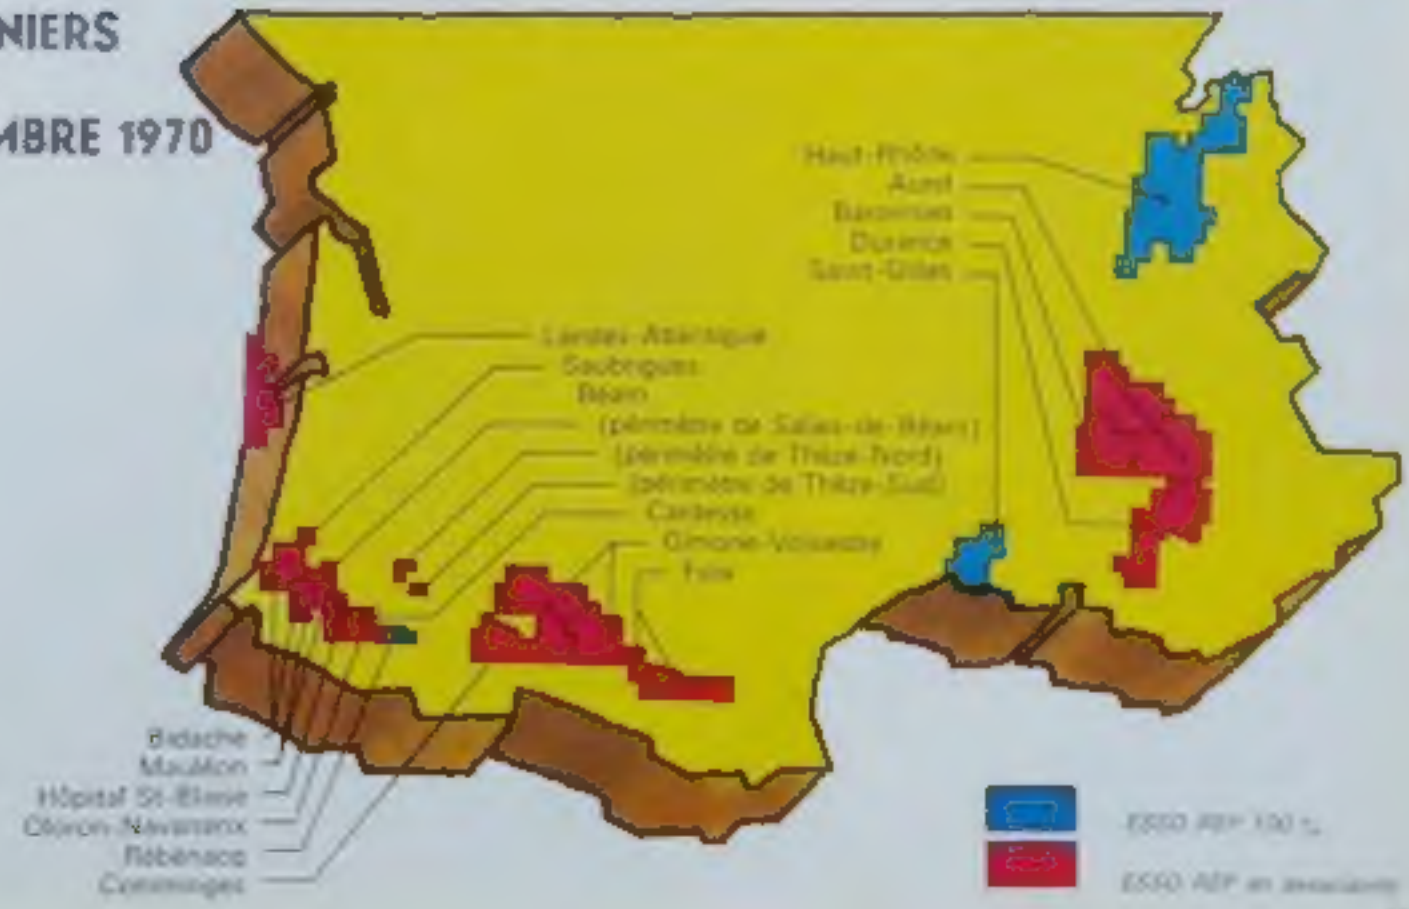 NIERS
MBRE 1970
Haut-Rhône
Aurel
Baronnies
Durance
Saint-Gilles
Landes-Atlantique
Saubrigues
Béarn
(périmètre de Salies-de-Béarn)
(périmètre de Thèze-Nord)
(périmètre de Thèze-Sud)
Cardesse
Gimone-Volvestre
Foix
Bidache
Mauléon
Hôpital St-Blaise
Oloron-Navarrenx
Rébénacq
Comminges
ESSO REP 100 %
ESSO REP en association